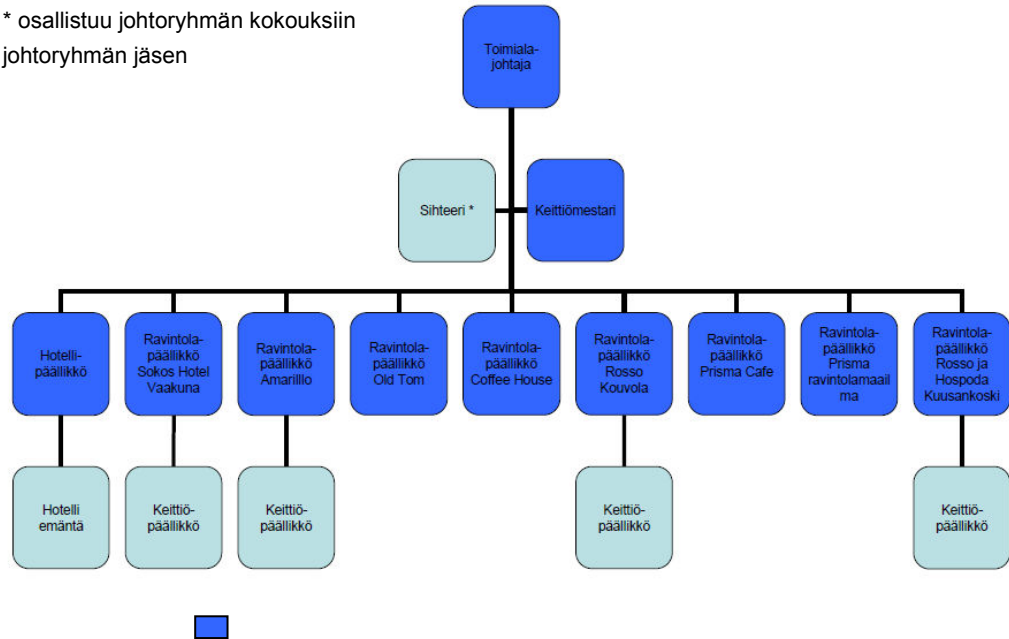 * osallistuu johtoryhmän kokouksiin
johtoryhmän jäsen
Toimiala-
johtaja
Sihteeri *
Keittiömestari
Hotelli-
päällikkö
Ravintola-
päällikkö
Sokos Hotel
Vaakuna
Ravintola-
päällikkö
Amarilllo
Ravintola-
päällikkö
Old Tom
Ravintola-
päällikkö
Coffee House
Ravintola-
päällikkö
Rosso
Kouvola
Ravintola-
päällikkö
Prisma Cafe
Ravintola-
päällikkö
Prisma
ravintolamaail
ma
Ravintola-
päällikkö
Rosso ja
Hospoda
Kuusankoski
Hotelli
emäntä
Keittiö-
päällikkö
Keittiö-
päällikkö
Keittiö-
päällikkö
Keittiö-
päällikkö